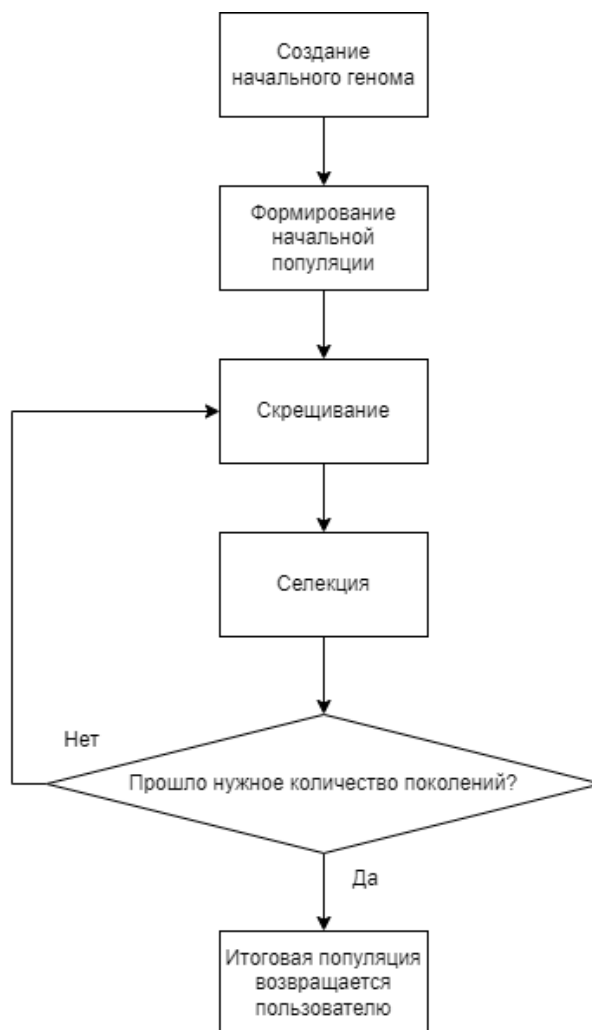 Создание
начального генома
Формирование
начальной
популяции
Скрещивание
Селекция
Нет
Прошло нужное количество поколений?
Да
Итоговая популяция
возвращается
пользователю